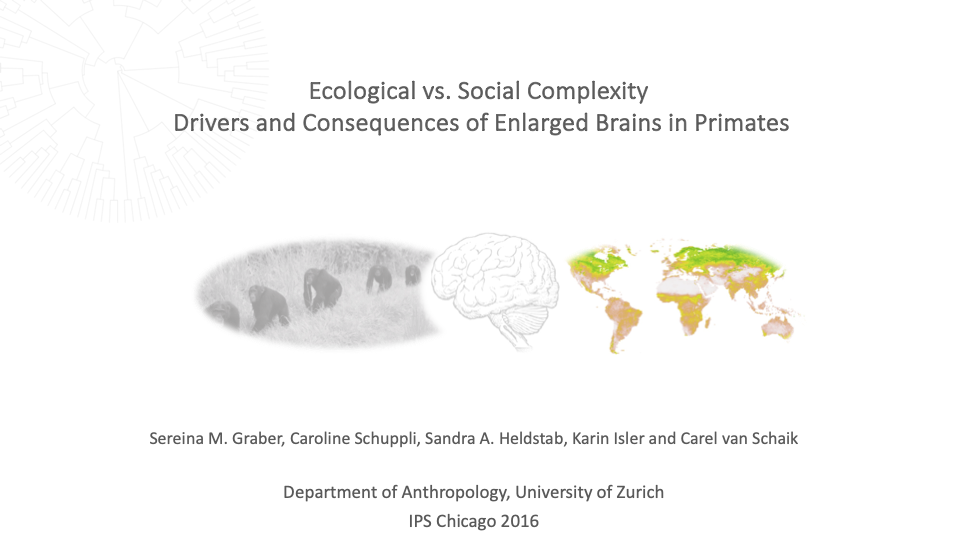 Ecological vs. Social Complexity
Drivers and Consequences of Enlarged Brains in Primates
Sereina M. Graber, Caroline Schuppli, Sandra A. Heldstab, Karin Isler and Carel van Schaik
Department of Anthropology, University of Zurich
IPS Chicago 2016